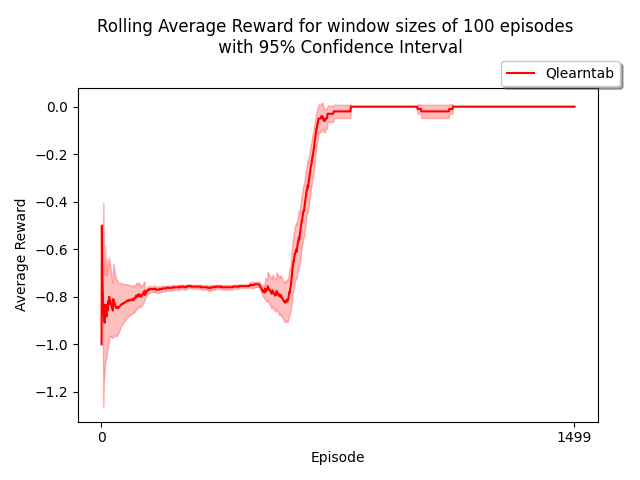 Rolling Average Reward for window sizes of 100 episodes
with 95% Confidence Interval
Qlearntab
0.0
−0.2
−0.4
−0.6
−0.8
−1.0
−1.2
Average Reward
0
1499
Episode